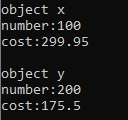 object x
number:100
cost:299.95
object y
number:200
cost:175.5